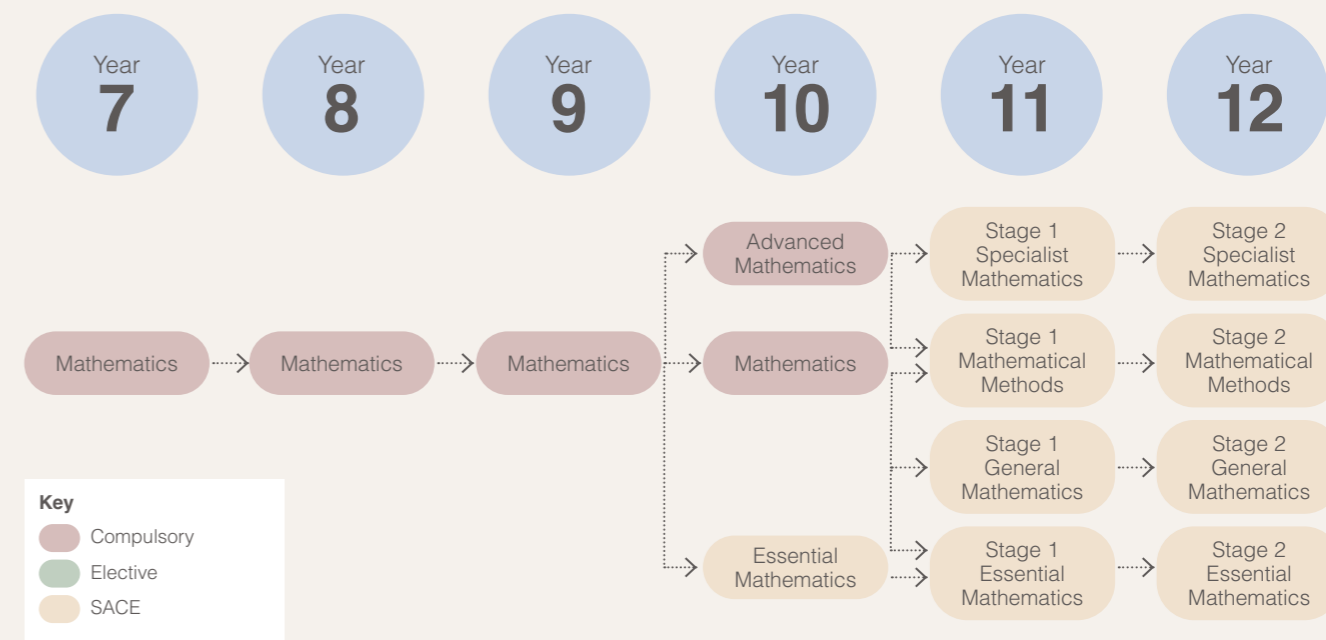 Year
7
Year
8
Year
9
Year
10
Year
11
Year
12
Advanced
Mathematics
Stage 1
Specialist
Mathematics
Stage 2
Specialist
Mathematics
Mathematics
Mathematics
Mathematics
Mathematics
Stage 1
Mathematical
Methods
Stage 2
Mathematical
Methods
Stage 1
General
Mathematics
Stage 2
General
Mathematics
Essential
Mathematics
Stage 1
Essential
Mathematics
Stage 2
Essential
Mathematics
Key
Compulsory
Elective
SACE